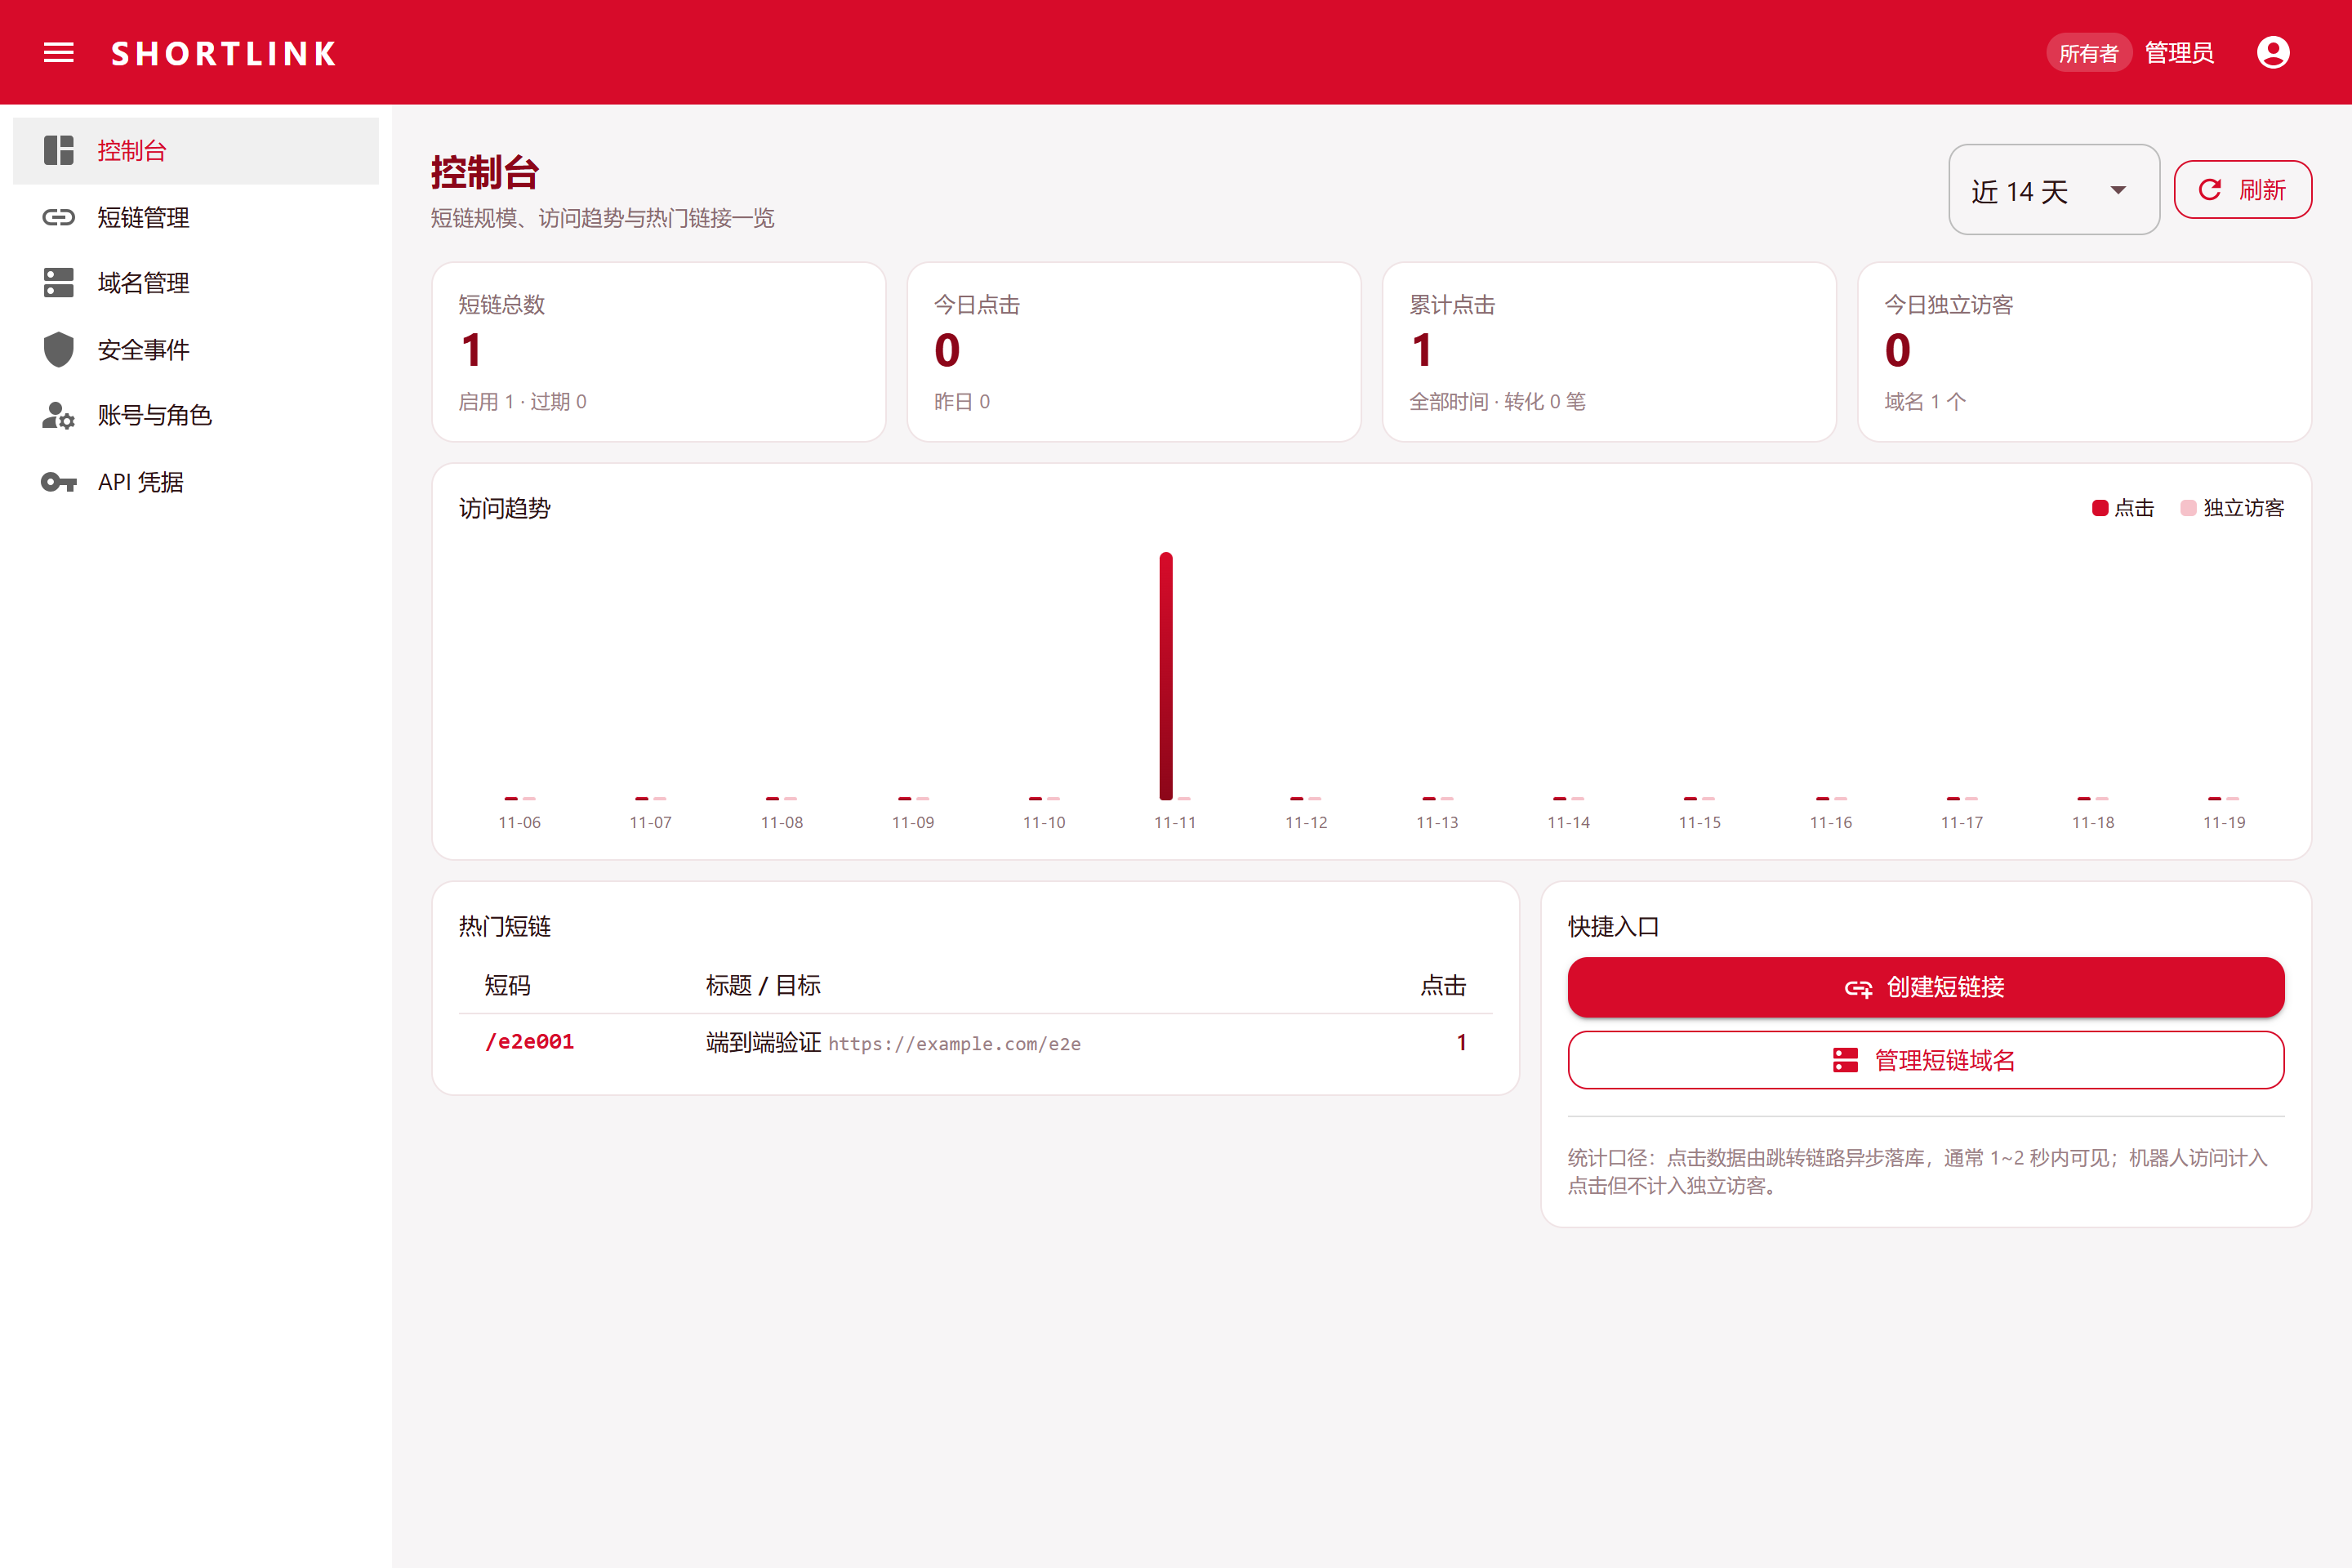 SHORTLINK
所有者 管理员
控制台
短链管理
域名管理
安全事件
账号与角色
API 凭据
控制台
短链规模、访问趋势与热门链接一览
近 14 天
刷新
短链总数
1
启用 1 · 过期 0
今日点击
0
昨日 0
累计点击
1
全部时间 · 转化 0 笔
今日独立访客
0
域名 1 个
访问趋势
点击 独立访客
11-06 11-07 11-08 11-09 11-10 11-11 11-12 11-13 11-14 11-15 11-16 11-17 11-18 11-19
热门短链
短码 标题 / 目标 点击
/e2e001 端到端验证 https://example.com/e2e 1
快捷入口
创建短链接
管理短链域名
统计口径：点击数据由跳转链路异步落库，通常 1~2 秒内可见；机器人访问计入
点击但不计入独立访客。